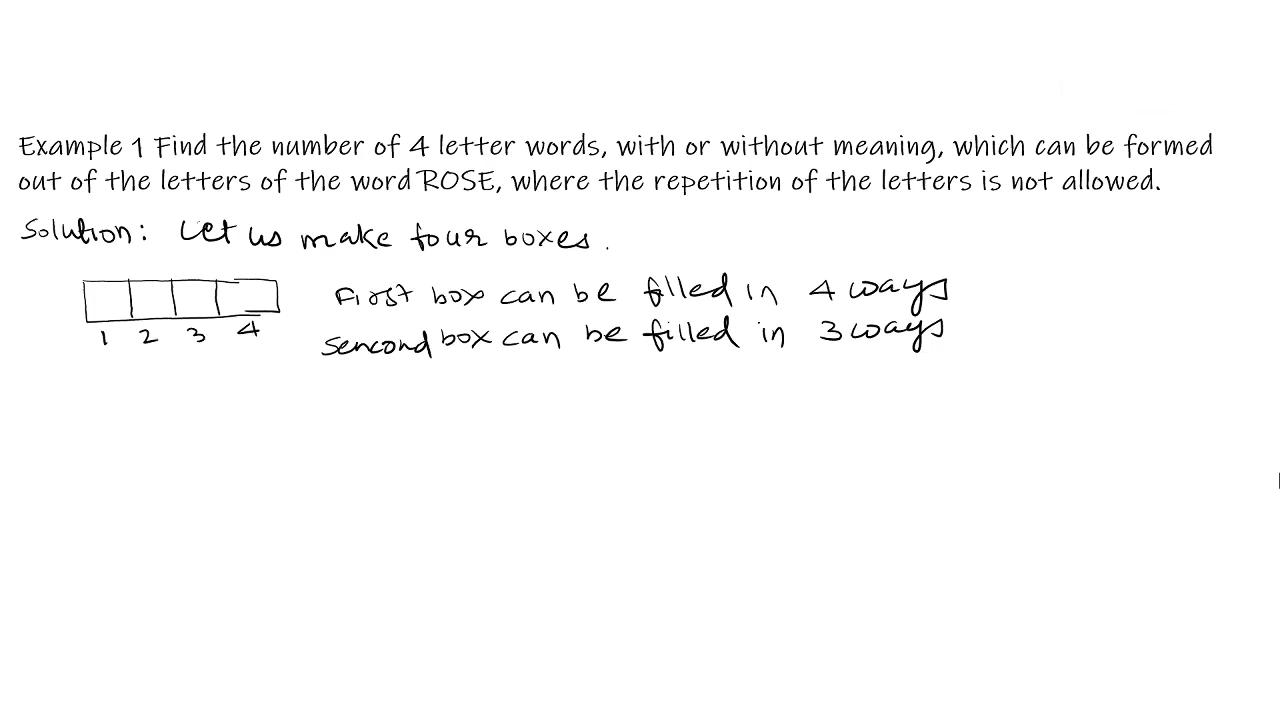 Example 1 Find the number of 4 letter words, with or without meaning, which can be formed
out of the letters of the word ROSE, where the repetition of the letters is not allowed.
Solution: Let us make four boxes.
First box can be filled in 4 ways
1 2 3 4
Sencond box can be filled in 3 ways